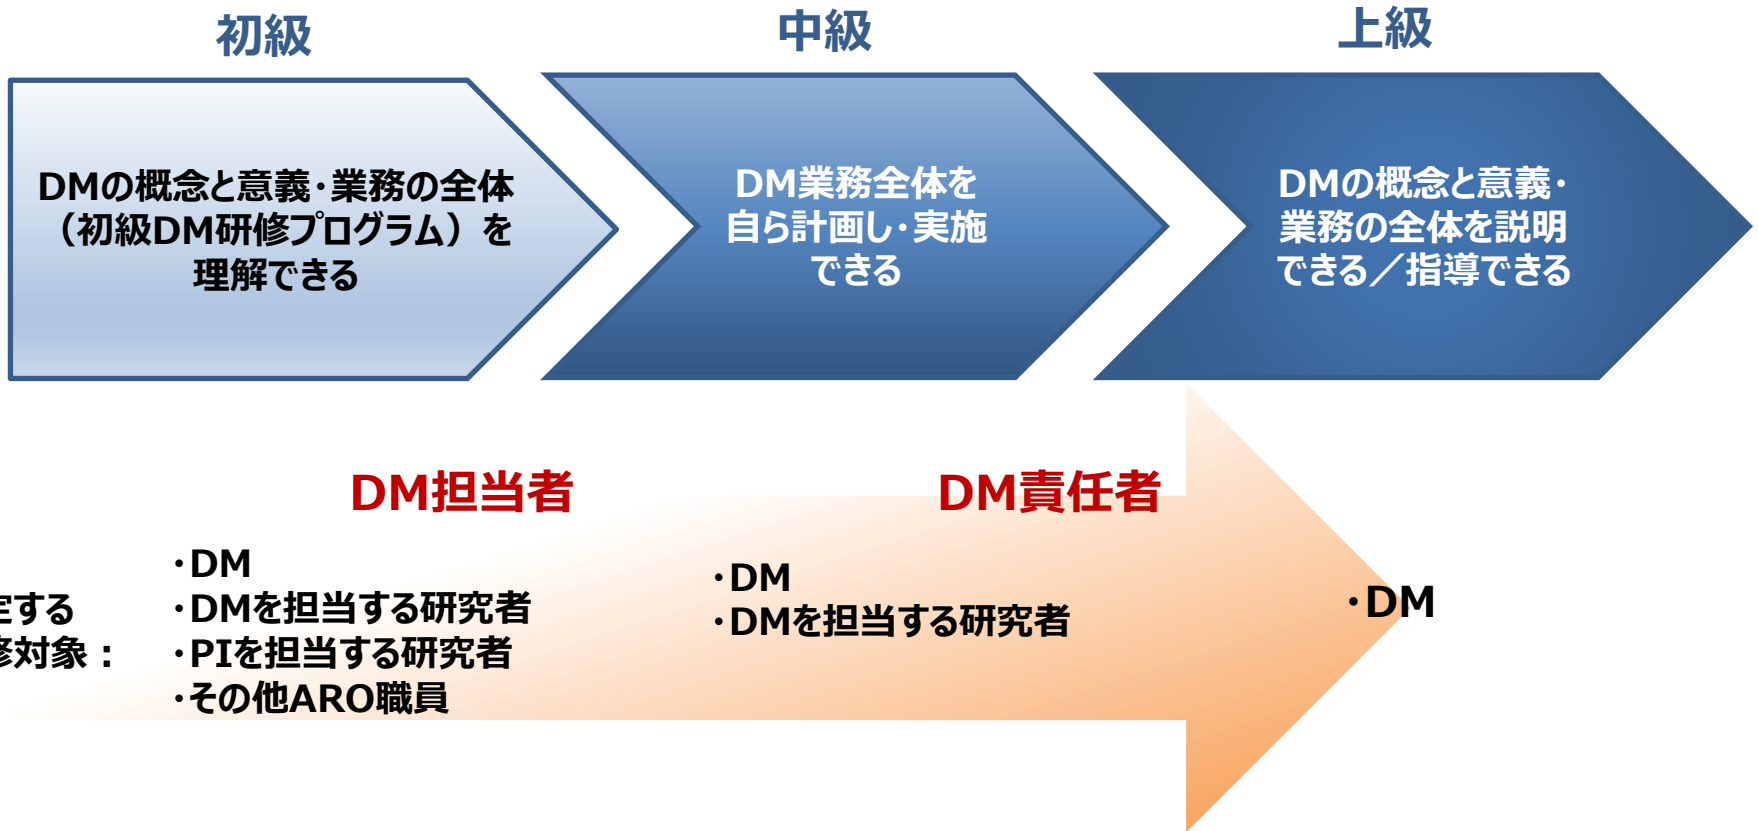 初級
中級
上級
DMの概念と意義・業務の全体
（初級DM研修プログラム）を
理解できる
DM業務全体を
自ら計画し・実施
できる
DMの概念と意義・
業務の全体を説明
できる／指導できる
DM担当者
DM責任者
定する
修対象：
・DM
・DMを担当する研究者
・PIを担当する研究者
・その他ARO職員
・DM
・DMを担当する研究者
・DM